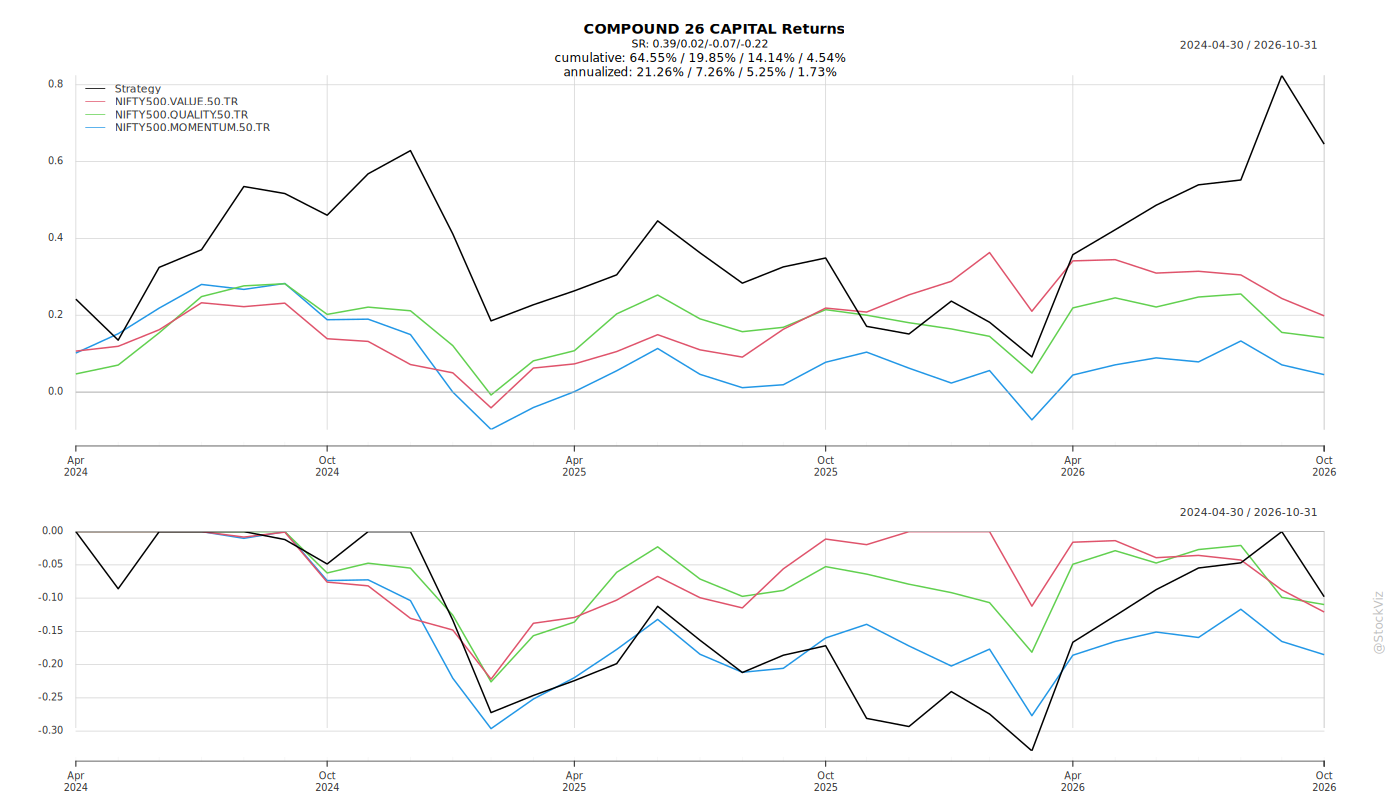 COMPOUND 26 CAPITAL Returns
SR: 0.39/0.02/-0.07/-0.22
cumulative: 64.55% / 19.85% / 14.14% / 4.54%
annualized: 21.26% / 7.26% / 5.25% / 1.73%
2024-04-30 / 2026-10-31
Strategy
NIFTY500.VALUE.50.TR
NIFTY500.QUALITY.50.TR
NIFTY500.MOMENTUM.50.TR
0.8
0.6
0.4
0.2
0.0
Apr Oct Apr Oct Apr Oct
2024 2024 2025 2025 2026 2026
2024-04-30 / 2026-10-31
0.00
-0.05
-0.10
-0.15
-0.20
-0.25
-0.30
Apr Oct Apr Oct Apr Oct
2024 2024 2025 2025 2026 2026
@StockViz